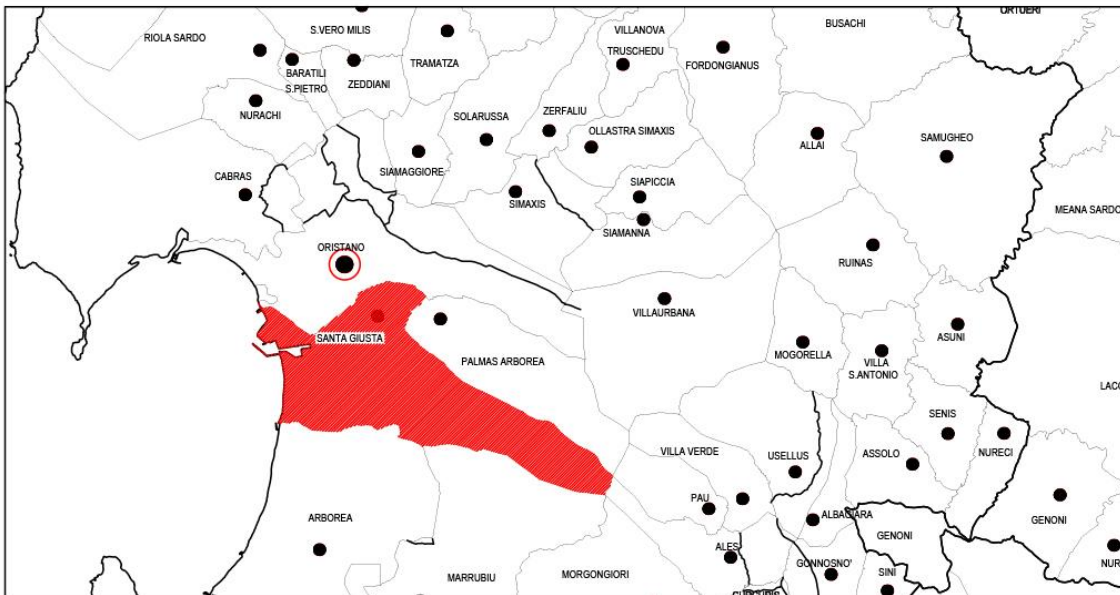 ORTUERI
S.VERO MILIS
VILLANOVA
BUSACHI
RIOLA SARDO
TRUSCHEDU
TRAMATZA
FORDONGIANUS
BARATILI
S.PIETRO
ZEDDIANI
NURACHI
ZERFALIU
SOLARUSSA
OLLASTRA SIMAXIS
SAMUGHEO
ALLAI
SIAMAGGIORE
CABRAS
SIAPICCIA
SIMAXIS
MEANA SARDO
SIAMANNA
ORISTANO
RUINAS
VILLAURBANA
SANTA GIUSTA
ASUNI
PALMAS ARBOREA
MOGORELLA
VILLA
S.ANTONIO
LACO
SENIS
VILLA VERDE
USELLUS
ASSOLO
NURECI
PAU
ARBOREA
ALBAGIARA
GENONI
GENONI
ALES
GONNOSNO'
NUR
MARRUBIU
MORGONGIORI
SINI